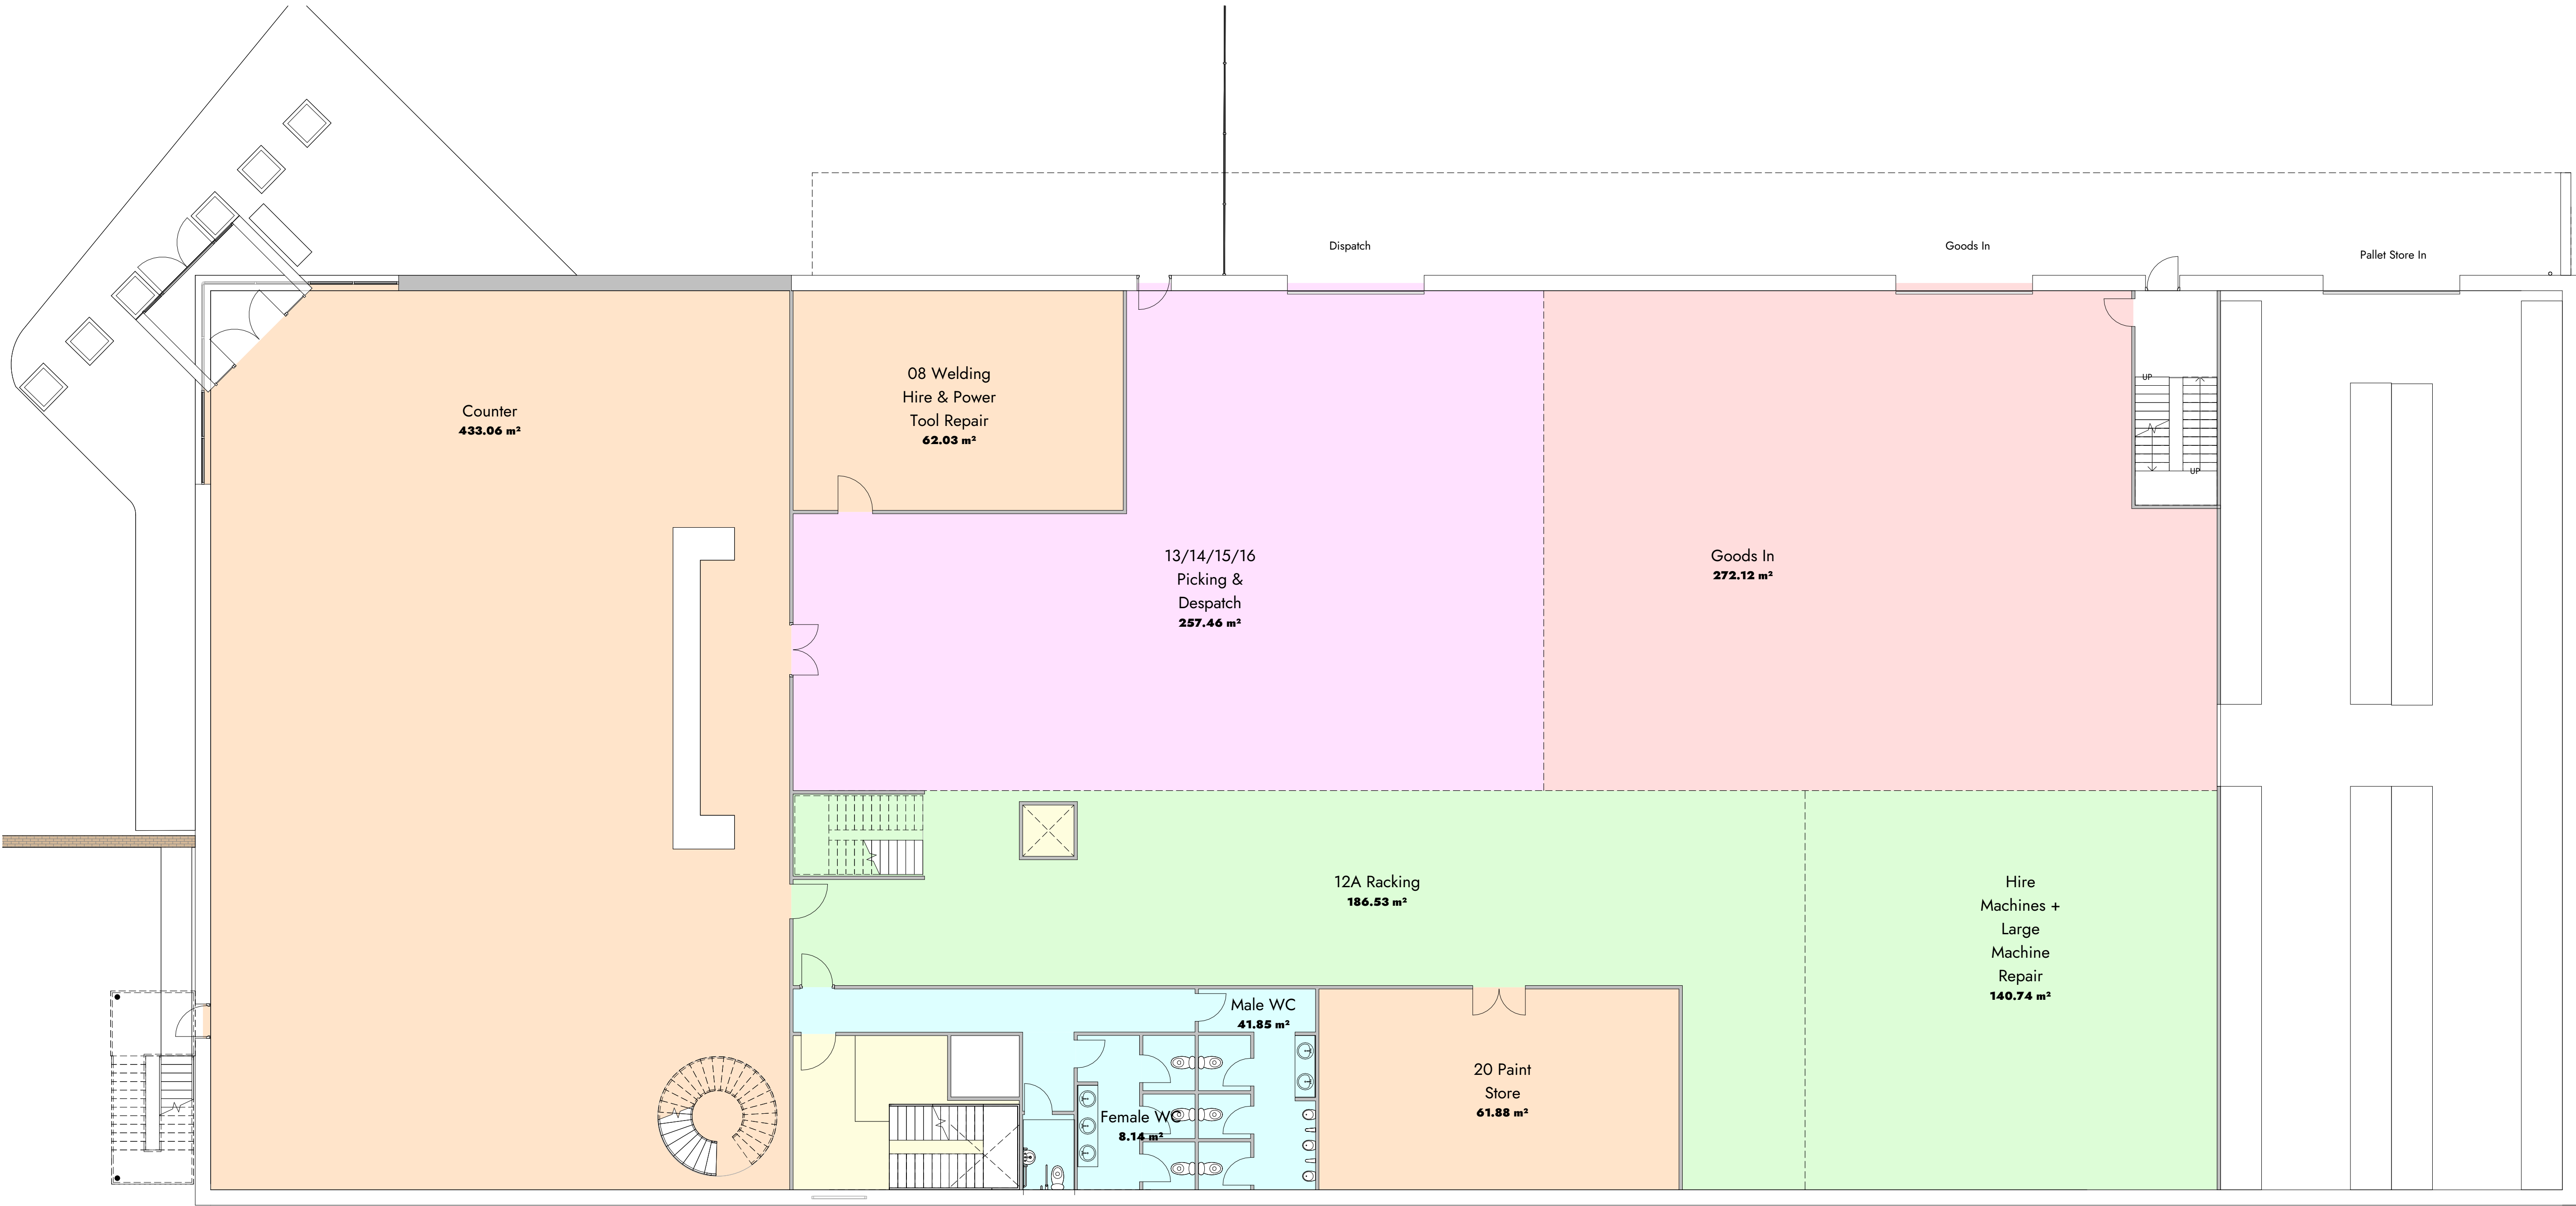 Dispatch
Goods In
Pallet Store In
08 Welding
Hire & Power
Tool Repair
62.03 m²
Counter
433.06 m²
UP
UP
13/14/15/16
Picking &
Despatch
257.46 m²
Goods In
272.12 m²
12A Racking
186.53 m²
Hire
Machines +
Large
Machine
Repair
140.74 m²
Male WC
41.85 m²
20 Paint
Store
61.88 m²
Female WC
8.14 m²